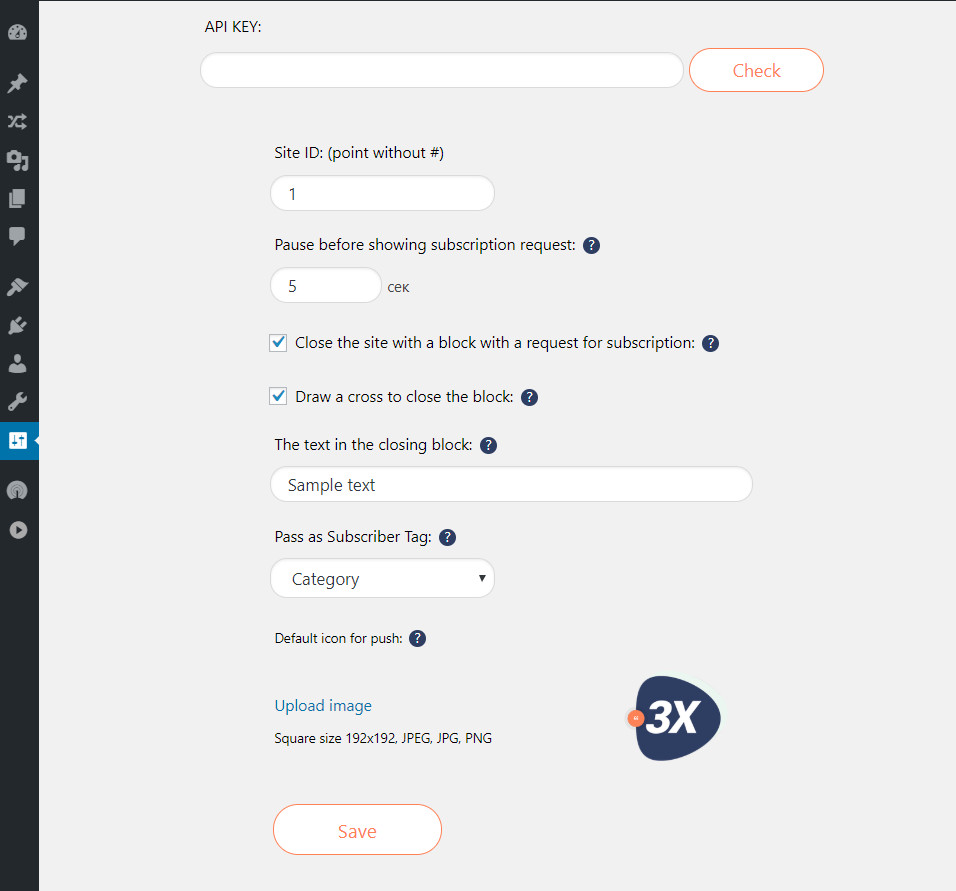 API KEY:
Check
Site ID: (point without #)
1
Pause before showing subscription request: ?
5 сек
Close the site with a block with a request for subscription: ?
Draw a cross to close the block: ?
The text in the closing block: ?
Sample text
Pass as Subscriber Tag: ?
Category
Default icon for push: ?
Upload image
3X
Square size 192x192, JPEG, JPG, PNG
Save